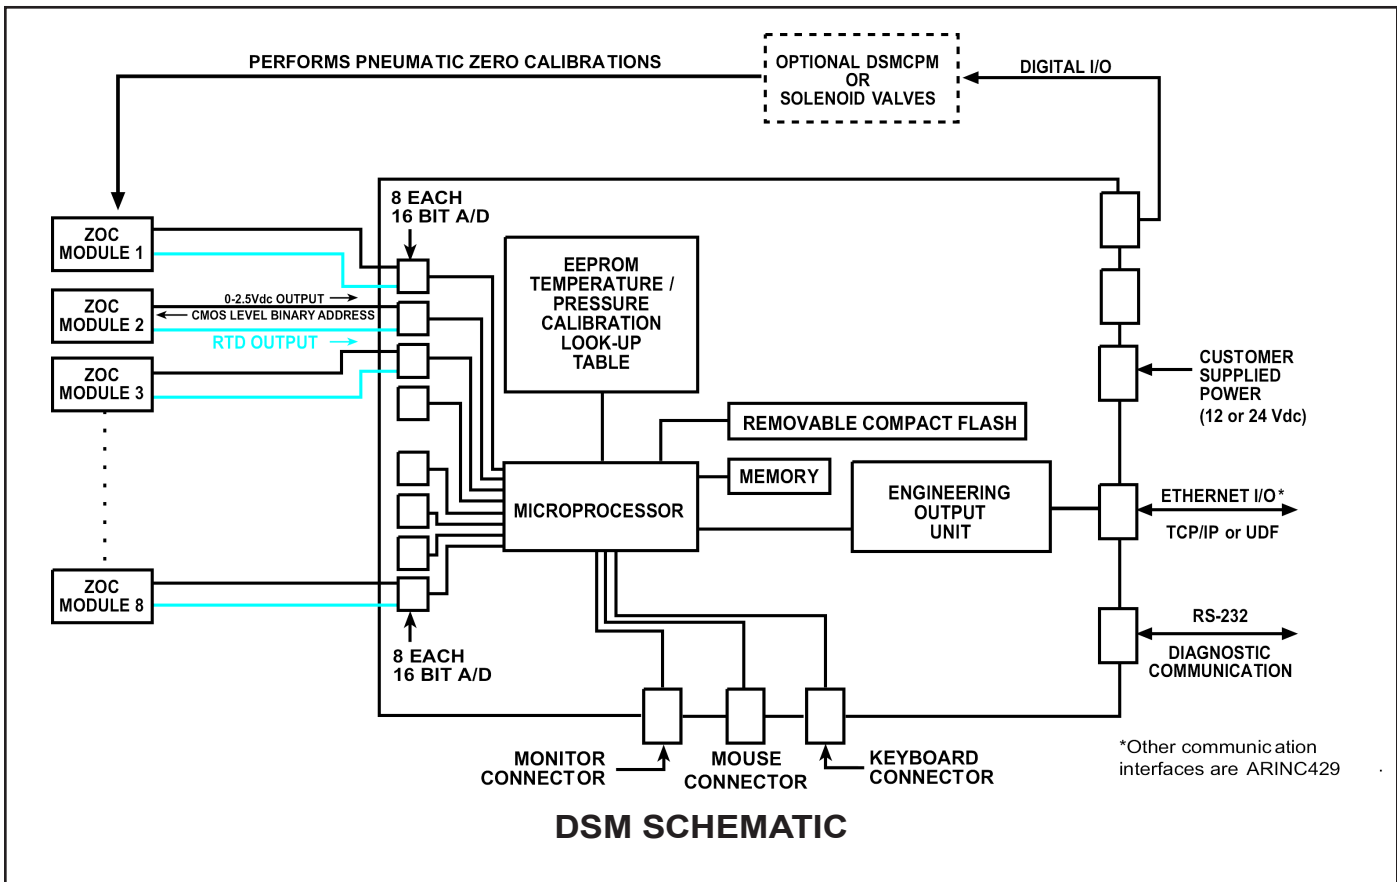 PERFORMS PNEUMATIC ZERO CALIBRATIONS
OPTIONAL DSMCPM
OR
SOLENOID VALVES
DIGITAL I/O
8 EACH
16 BIT A/D
ZOC
MODULE 1
ZOC
MODULE 2
0-2.5Vdc OUTPUT
CMOS LEVEL BINARY ADDRESS
RTD OUTPUT
ZOC
MODULE 3
EEPROM
TEMPERATURE /
PRESSURE
CALIBRATION
LOOK-UP
TABLE
CUSTOMER
SUPPLIED
POWER
(12 or 24 Vdc)
REMOVABLE COMPACT FLASH
MEMORY
MICROPROCESSOR
ENGINEERING
OUTPUT
UNIT
ETHERNET I/O*
TCP/IP or UDF
ZOC
MODULE 8
8 EACH
16 BIT A/D
RS-232
DIAGNOSTIC
COMMUNICATION
MONITOR
CONNECTOR
MOUSE
CONNECTOR
KEYBOARD
CONNECTOR
*Other communication
interfaces are ARINC429 .
DSM SCHEMATIC